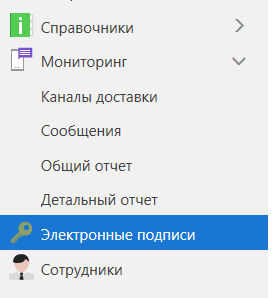 Справочники
Мониторинг
Каналы доставки
Сообщения
Общий отчет
Детальный отчет
Электронные подписи
Сотрудники